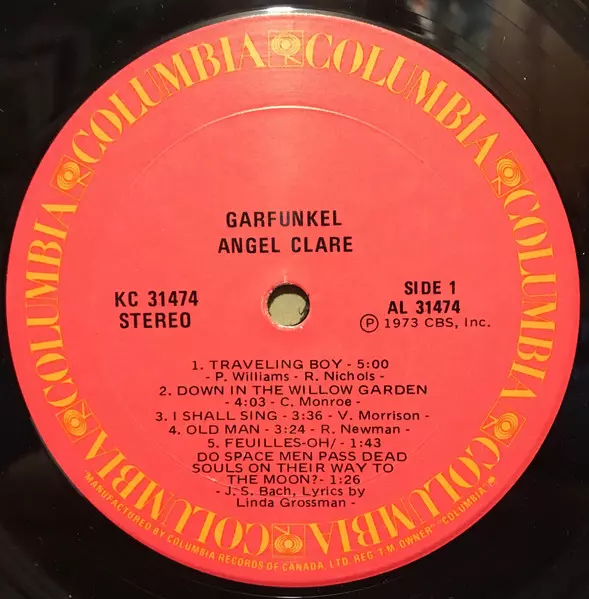 COLUMBIA COLUMBIA COLUMBIA COLUMBIA COLUMBIA COLUMBIA
GARFUNKEL
ANGEL CLARE
KC 31474
STEREO
SIDE 1
AL 31474
Ⓟ 1973 CBS, Inc.
1. TRAVELING BOY - 5:00
- P. Williams - R. Nichols -
2. DOWN IN THE WILLOW GARDEN
- 4:03 - C. Monroe -
3. I SHALL SING - 3:36 - V. Morrison -
4. OLD MAN - 3:24 - R. Newman -
5. FEUILLES-OH/ - 1:43
DO SPACE MEN PASS DEAD
SOULS ON THEIR WAY TO
THE MOON?- 1:26
- J. S. Bach, Lyrics by
Linda Grossman -
"MANUFACTURED BY COLUMBIA RECORDS OF CANADA, LTD. REG. T.M. OWNER" "COLUMBIA,"